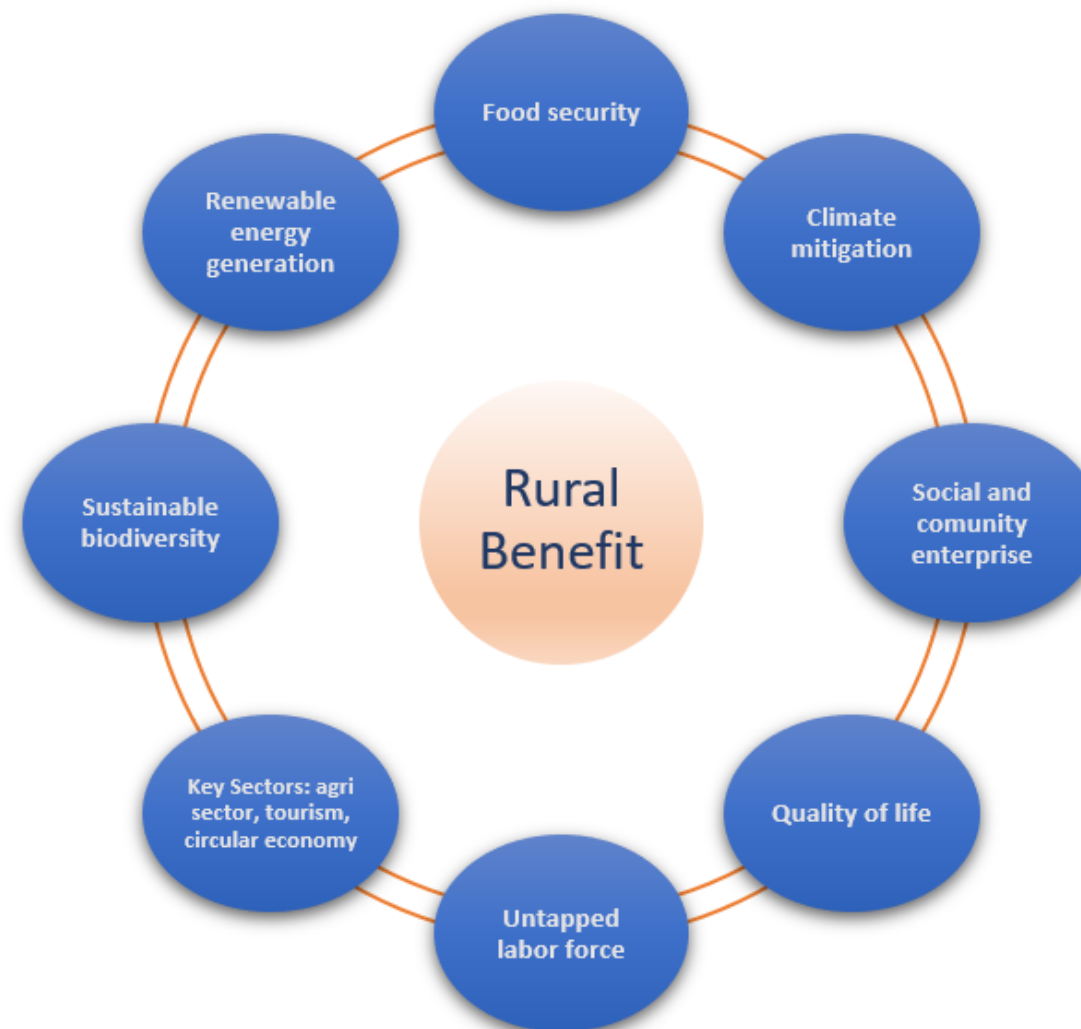 Food security
Climate
mitigation
Social and
comunity
enterprise
Quality of life
Untapped
labor force
Key Sectors: agri
sector, tourism,
circular economy
Sustainable
biodiversity
Renewable
energy
generation
Rural
Benefit